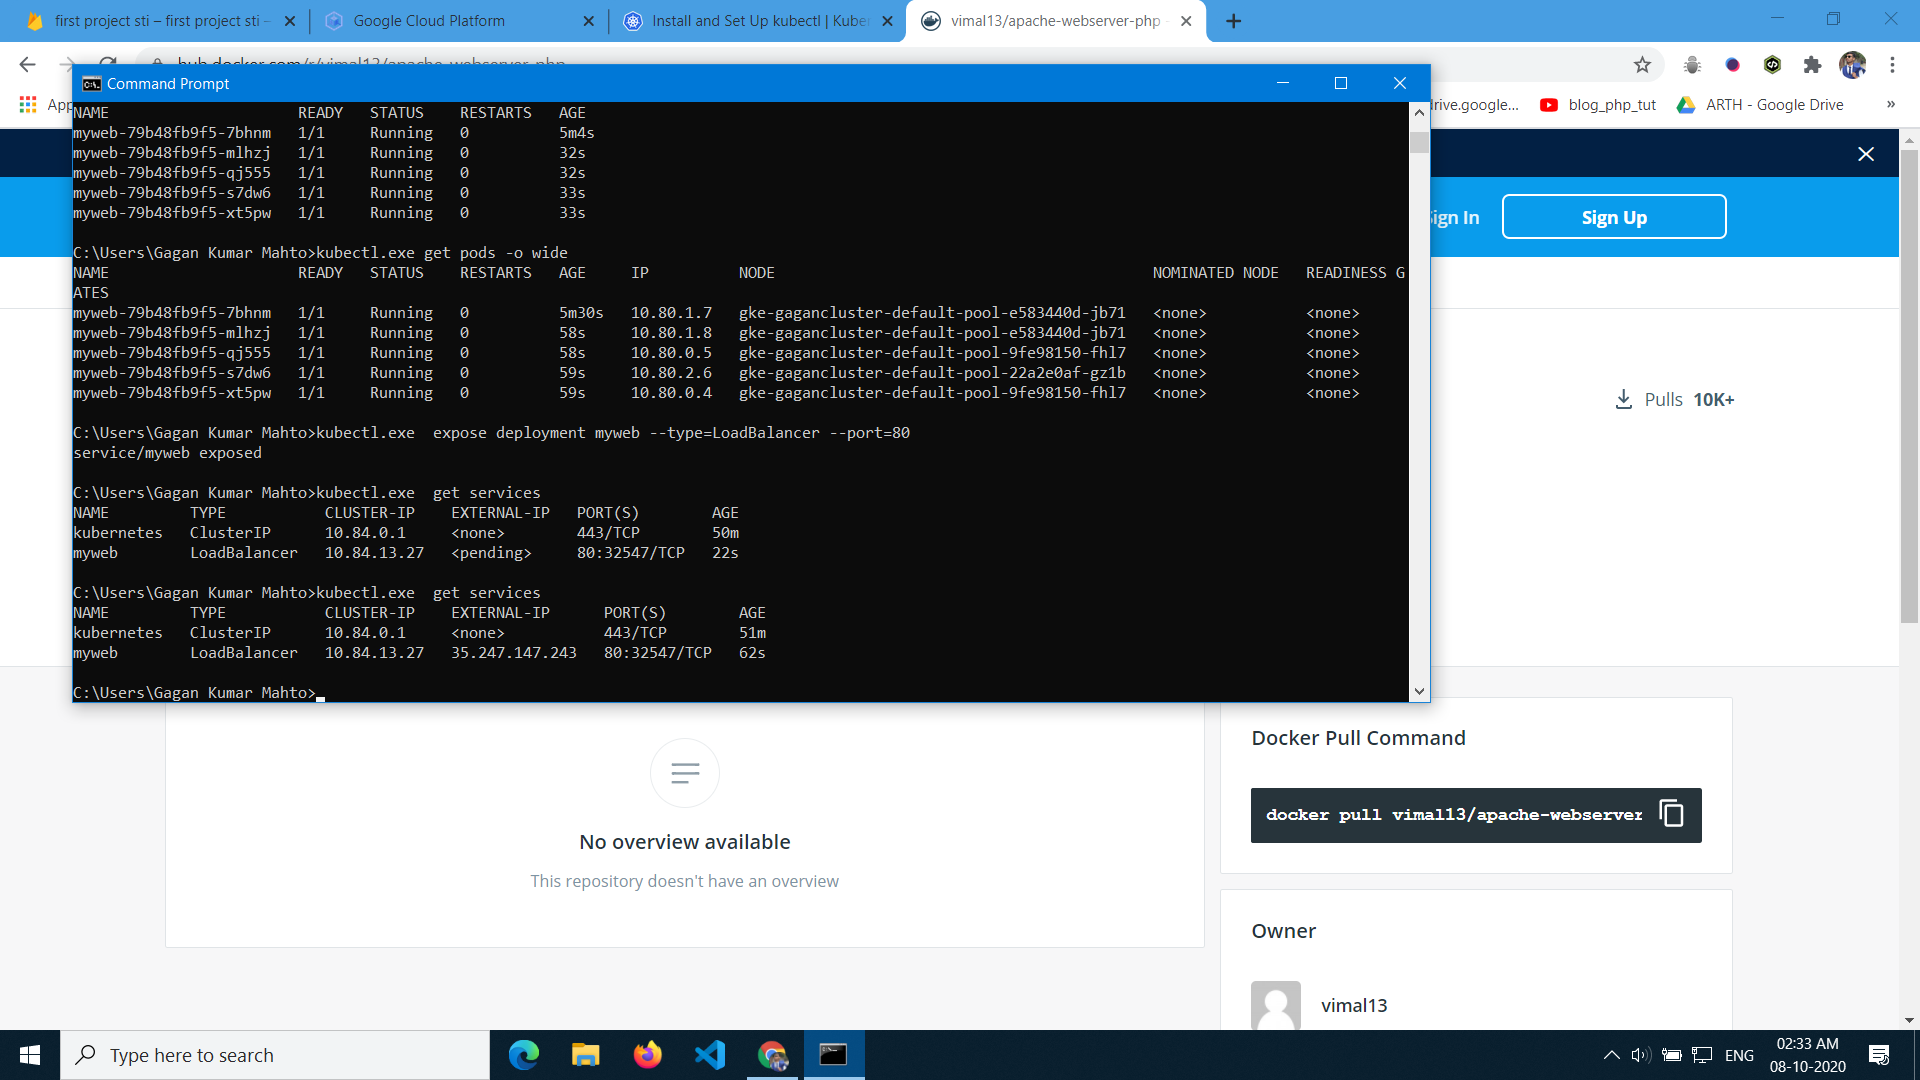 first project sti – first project sti –
Google Cloud Platform
Install and Set Up kubectl | Kube
vimal13/apache-webserver-php
hub.docker.com/r/vimal13/apache-webserver-php
Command Prompt
App
drive.google...
blog_php_tut
ARTH - Google Drive
»
NAME READY STATUS RESTARTS AGE
myweb-79b48fb9f5-7bhnm 1/1 Running 0 5m4s
myweb-79b48fb9f5-mlhzj 1/1 Running 0 32s
myweb-79b48fb9f5-qj555 1/1 Running 0 32s
myweb-79b48fb9f5-s7dw6 1/1 Running 0 33s
myweb-79b48fb9f5-xt5pw 1/1 Running 0 33s
C:\Users\Gagan Kumar Mahto>kubectl.exe get pods -o wide
NAME READY STATUS RESTARTS AGE IP NODE NOMINATED NODE READINESS G
ATES
myweb-79b48fb9f5-7bhnm 1/1 Running 0 5m30s 10.80.1.7 gke-gagancluster-default-pool-e583440d-jb71 <none> <none>
myweb-79b48fb9f5-mlhzj 1/1 Running 0 58s 10.80.1.8 gke-gagancluster-default-pool-e583440d-jb71 <none> <none>
myweb-79b48fb9f5-qj555 1/1 Running 0 58s 10.80.0.5 gke-gagancluster-default-pool-9fe98150-fhl7 <none> <none>
myweb-79b48fb9f5-s7dw6 1/1 Running 0 59s 10.80.2.6 gke-gagancluster-default-pool-22a2e0af-gz1b <none> <none>
myweb-79b48fb9f5-xt5pw 1/1 Running 0 59s 10.80.0.4 gke-gagancluster-default-pool-9fe98150-fhl7 <none> <none>
C:\Users\Gagan Kumar Mahto>kubectl.exe  expose deployment myweb --type=LoadBalancer --port=80
service/myweb exposed
C:\Users\Gagan Kumar Mahto>kubectl.exe  get services
NAME TYPE CLUSTER-IP EXTERNAL-IP PORT(S) AGE
kubernetes ClusterIP 10.84.0.1 <none> 443/TCP 50m
myweb LoadBalancer 10.84.13.27 <pending> 80:32547/TCP 22s
C:\Users\Gagan Kumar Mahto>kubectl.exe  get services
NAME TYPE CLUSTER-IP EXTERNAL-IP PORT(S) AGE
kubernetes ClusterIP 10.84.0.1 <none> 443/TCP 51m
myweb LoadBalancer 10.84.13.27 35.247.147.243 80:32547/TCP 62s
C:\Users\Gagan Kumar Mahto>
Sign In
Sign Up
Pulls 10K+
No overview available
This repository doesn't have an overview
Docker Pull Command
docker pull vimal13/apache-webserver
Owner
vimal13
Type here to search
ENG
02:33 AM
08-10-2020